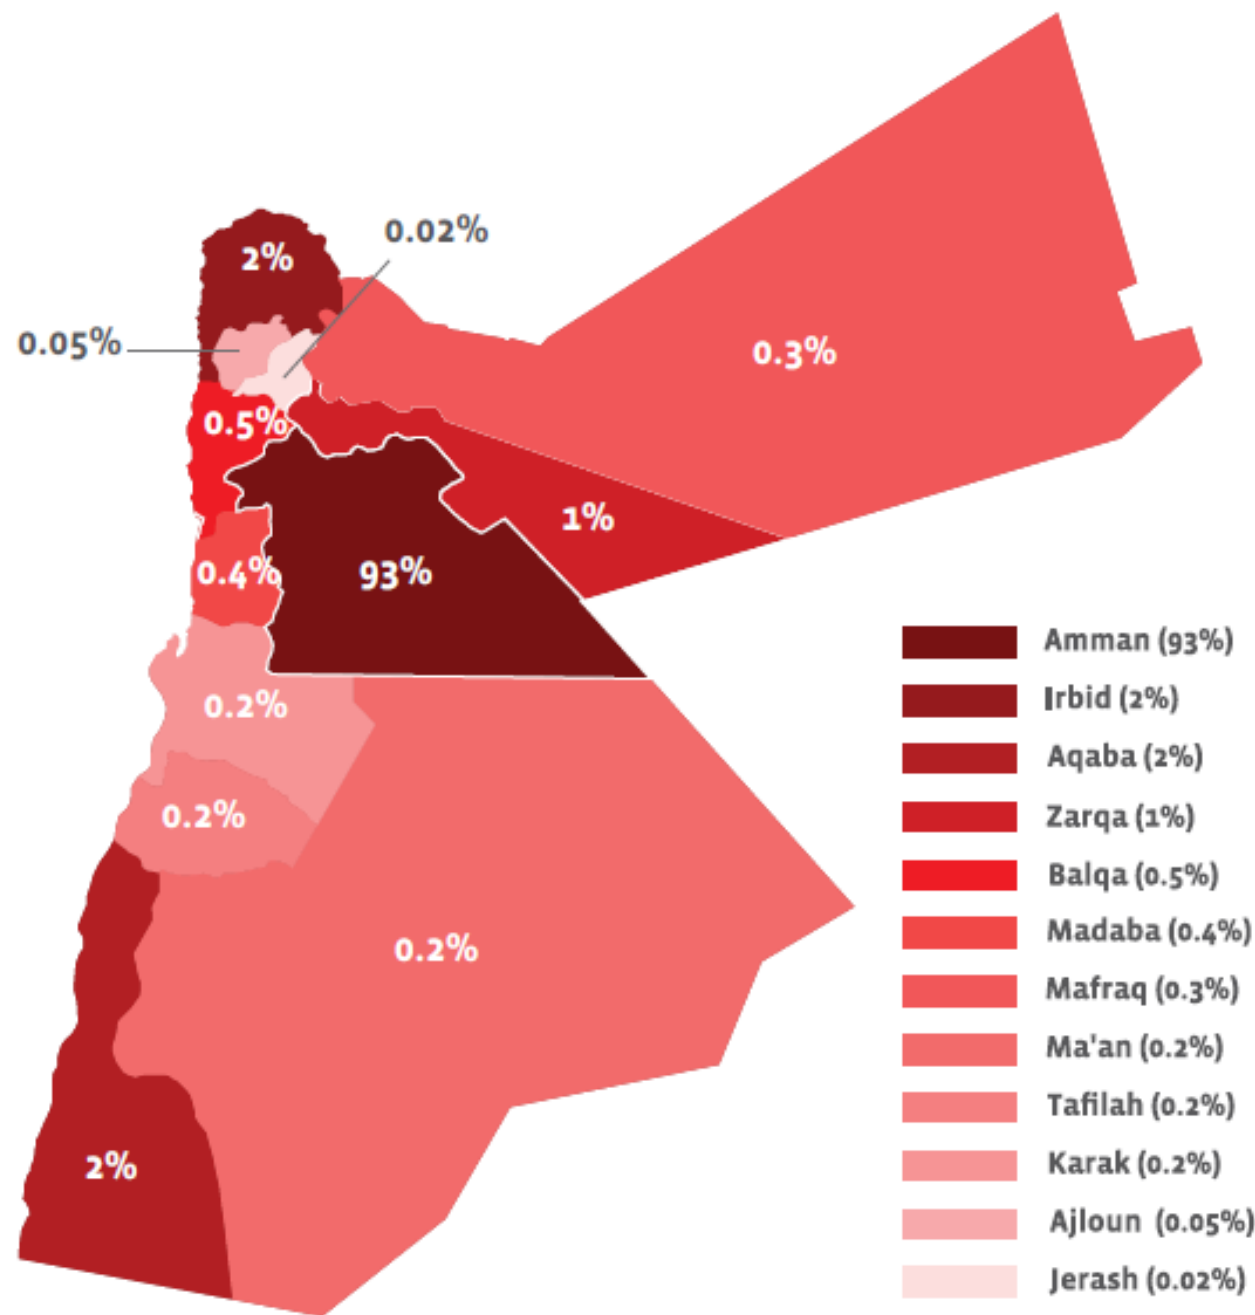 0.02%
2%
0.05%
0.3%
0.5%
1%
0.4%
93%
0.2%
0.2%
0.2%
2%
Amman (93%)
Irbid (2%)
Aqaba (2%)
Zarqa (1%)
Balqa (0.5%)
Madaba (0.4%)
Mafraq (0.3%)
Ma'an (0.2%)
Tafilah (0.2%)
Karak (0.2%)
Ajloun (0.05%)
Jerash (0.02%)